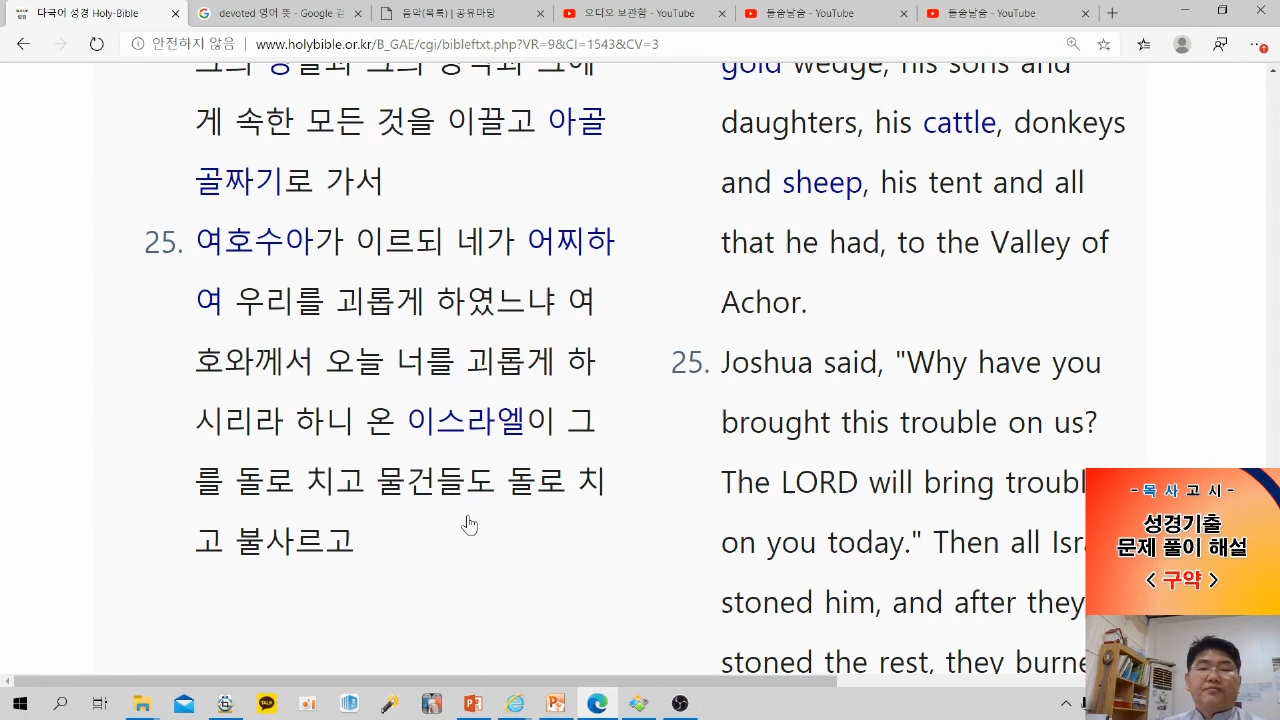 다국어 성경 Holy-Bible
devoted 영어 뜻 - Google 검
음악(목록) | 공유마당
오디오 보관함 - YouTube
돌숨날숨 - YouTube
돌숨날숨 - YouTube
안전하지 않음
www.holybible.or.kr/B_GAE/cgi/bibleftxt.php?VR=9&CI=1543&CV=3
게 속한 모든 것을 이끌고 아골
골짜기로 가서
25. 여호수아가 이르되 네가 어찌하
여 우리를 괴롭게 하였느냐 여
호와께서 오늘 너를 괴롭게 하
시리라 하니 온 이스라엘이 그
를 돌로 치고 물건들도 돌로 치
고 불사르고
gold wedge, his sons and
daughters, his cattle, donkeys
and sheep, his tent and all
that he had, to the Valley of
Achor.
25. Joshua said, "Why have you
brought this trouble on us?
The LORD will bring troubl
on you today." Then all Isr
stoned him, and after they
stoned the rest, they burne
- 목 사 고 시 -
성경기출
문제 풀이 해설
< 구약 >
TALK